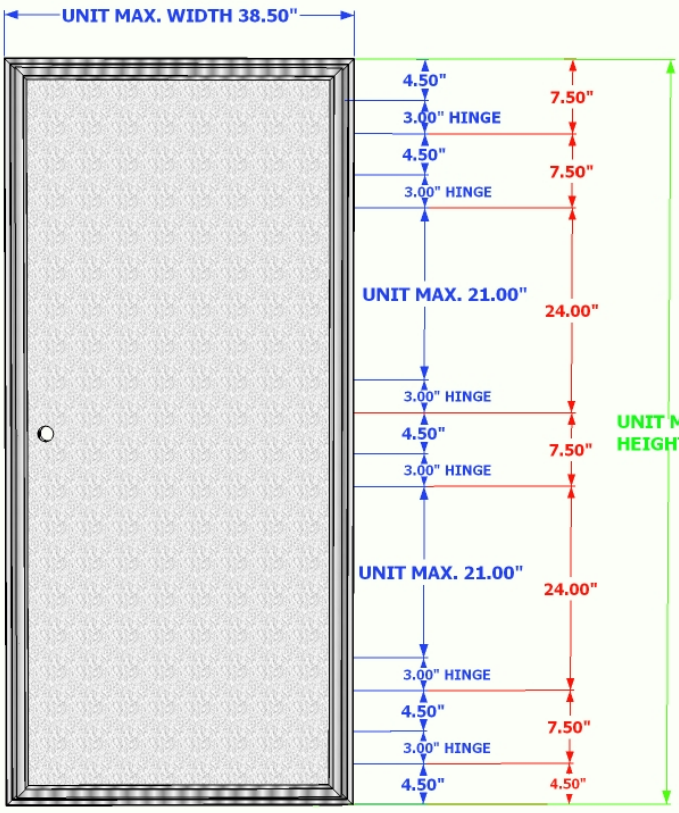 UNIT MAX. WIDTH 38.50"
4.50"
7.50"
3.00" HINGE
4.50"
7.50"
3.00" HINGE
UNIT MAX. 21.00"
24.00"
3.00" HINGE
UNIT M
HEIGH
4.50"
7.50"
3.00" HINGE
UNIT MAX. 21.00"
24.00"
3.00" HINGE
4.50"
7.50"
3.00" HINGE
4.50"
4.50"